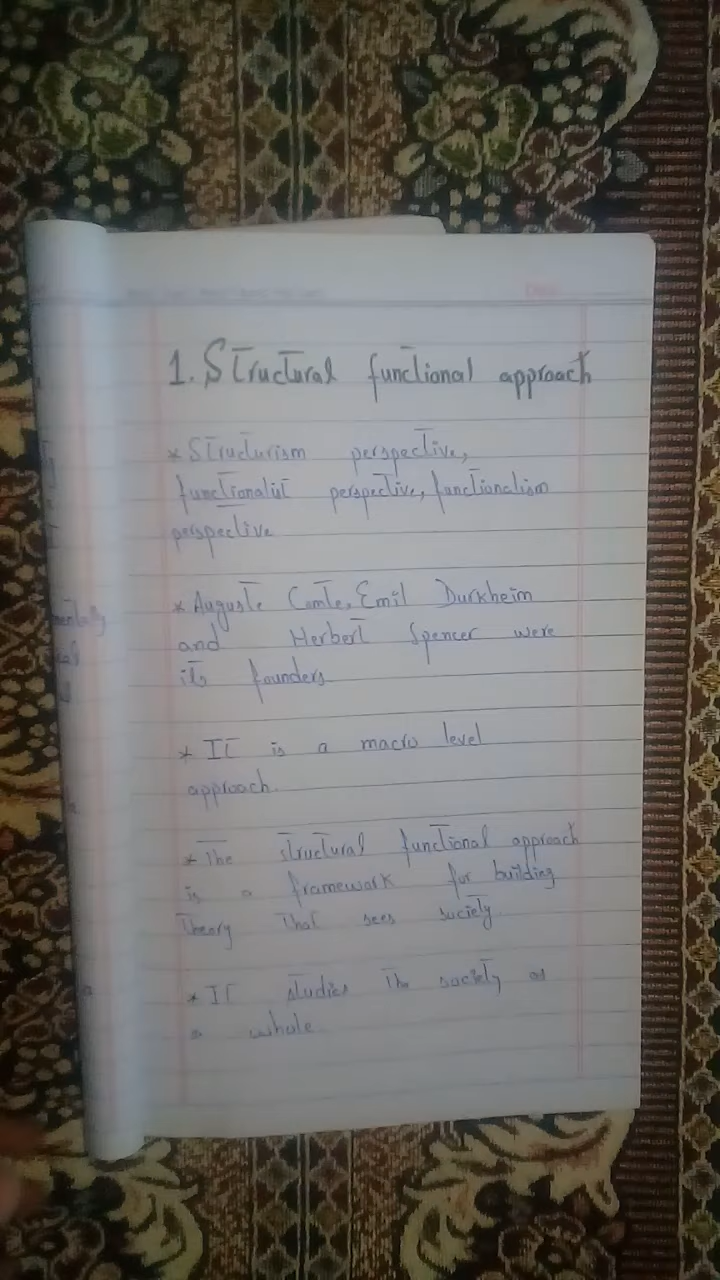 1. Structural functional approach
* Structurism perspective,
functionalist perspective, functionalism
perspective
* Auguste Comte, Emil Durkheim
and Herbert Spencer were
its founders
* It is a macro level
approach.
* The structural functional approach
is a framework for building
Theory that sees society.
* It studies the society as
a whole.